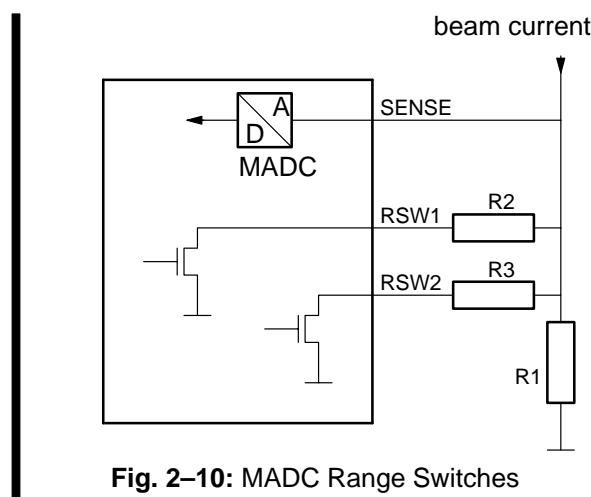 beam current
A
SENSE
D
MADC
R2
RSW1
R3
RSW2
R1
Fig. 2–10: MADC Range Switches